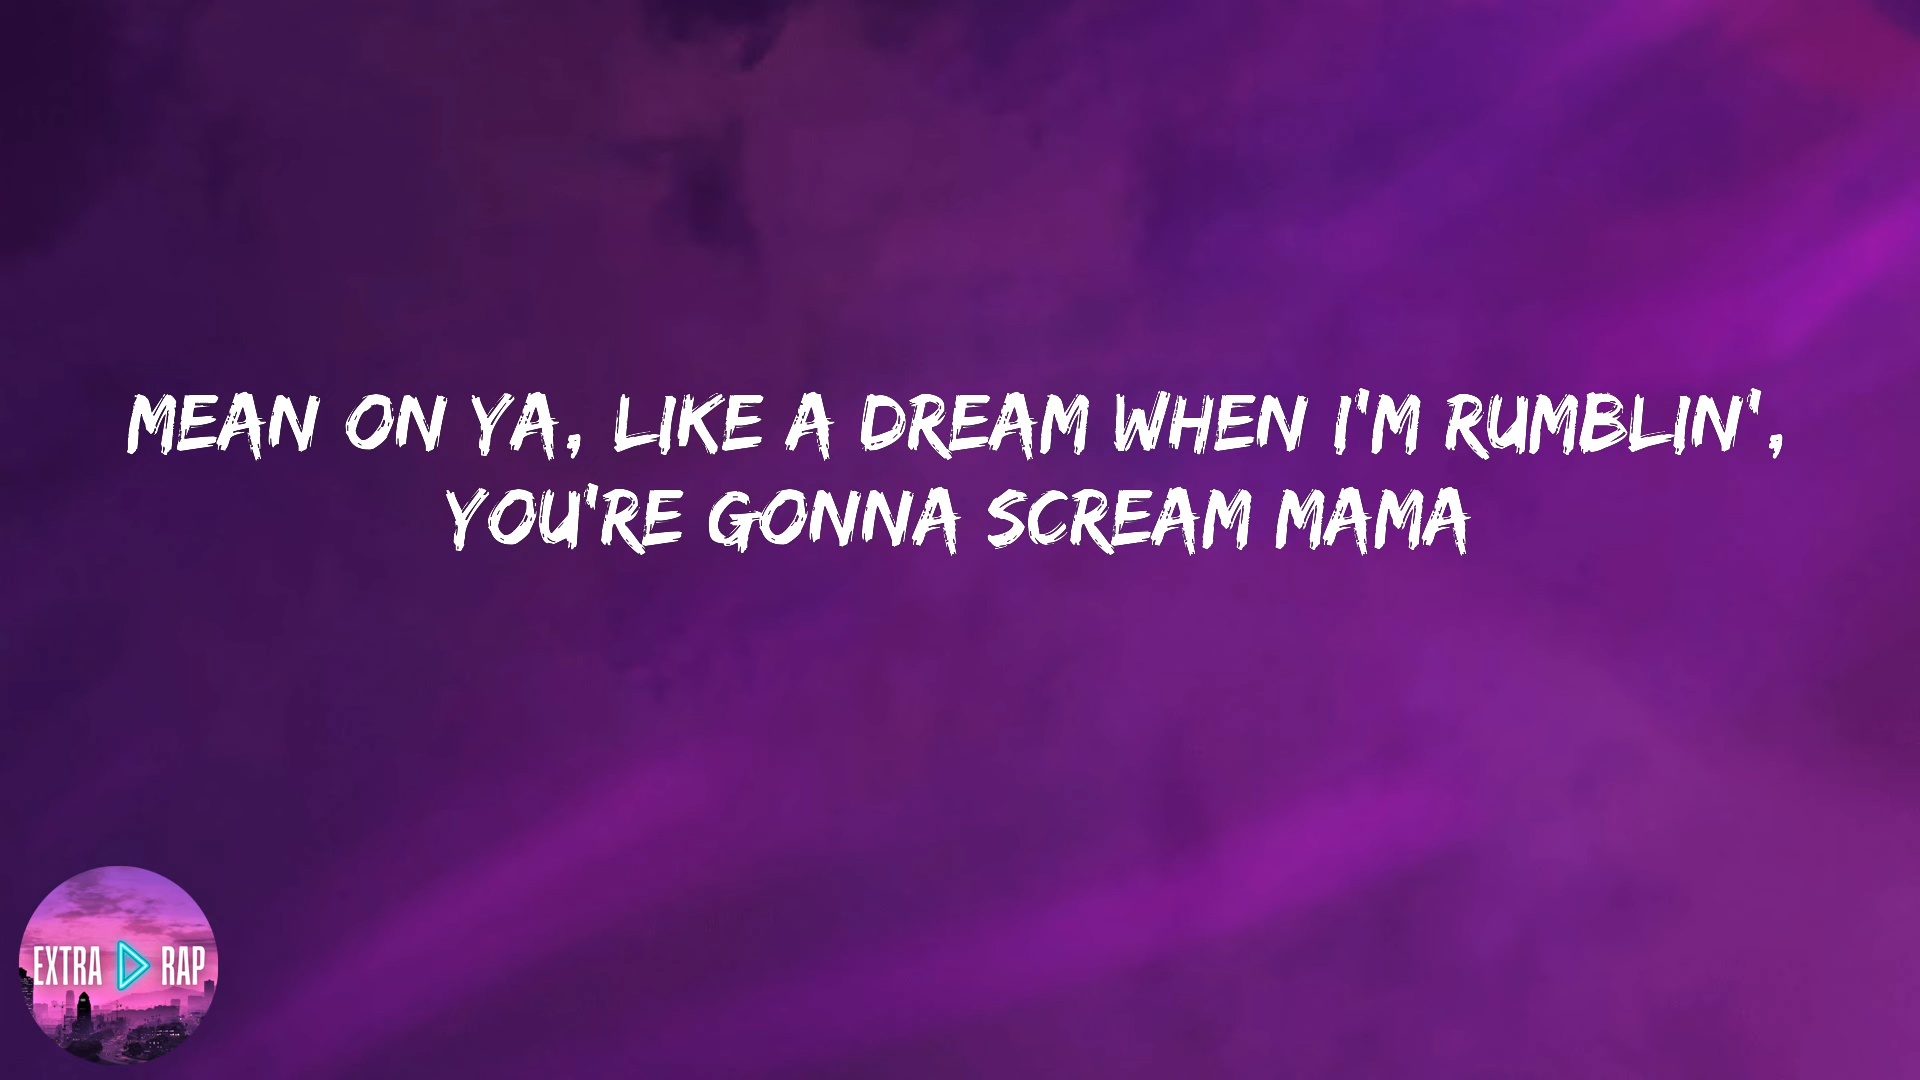 MEAN ON YA, LIKE A DREAM WHEN I'M RUMBLIN',
YOU'RE GONNA SCREAM MAMA
EXTRA RAP